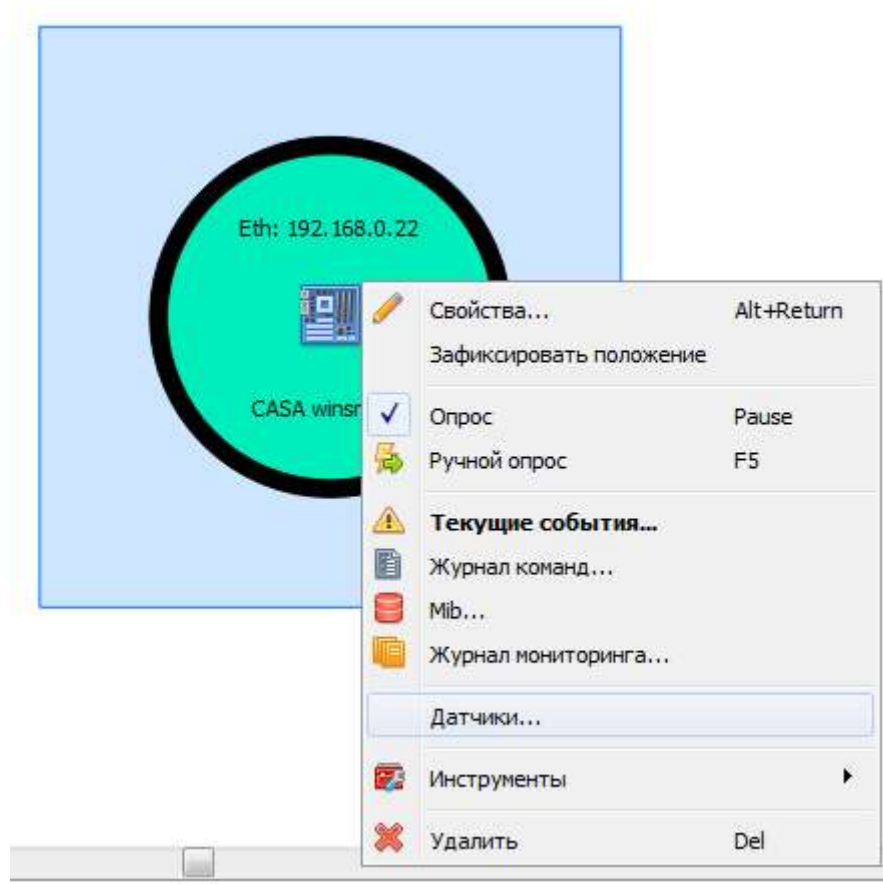 Eth: 192.168.0.22
CASA winsr
Свойства... Alt+Return
Зафиксировать положение
Опрос Pause
Ручной опрос F5
Текущие события...
Журнал команд...
Mib...
Журнал мониторинга...
Датчики...
Инструменты
Удалить Del